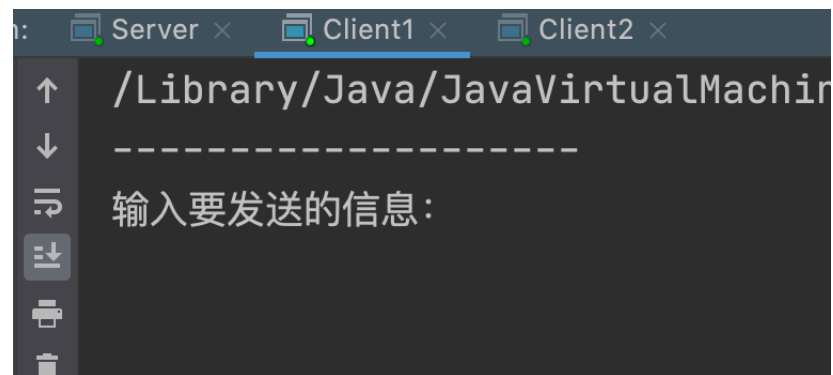 Server × Client1 × Client2 ×
/Library/Java/JavaVirtualMachin
---------------------
输入要发送的信息：